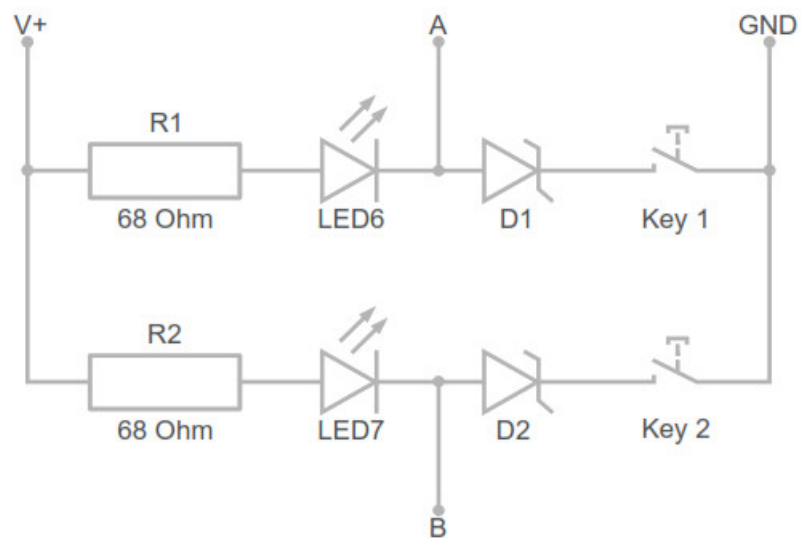 V+ A GND
R1
68 Ohm LED6 D1 Key 1
R2
68 Ohm LED7 D2 Key 2
B